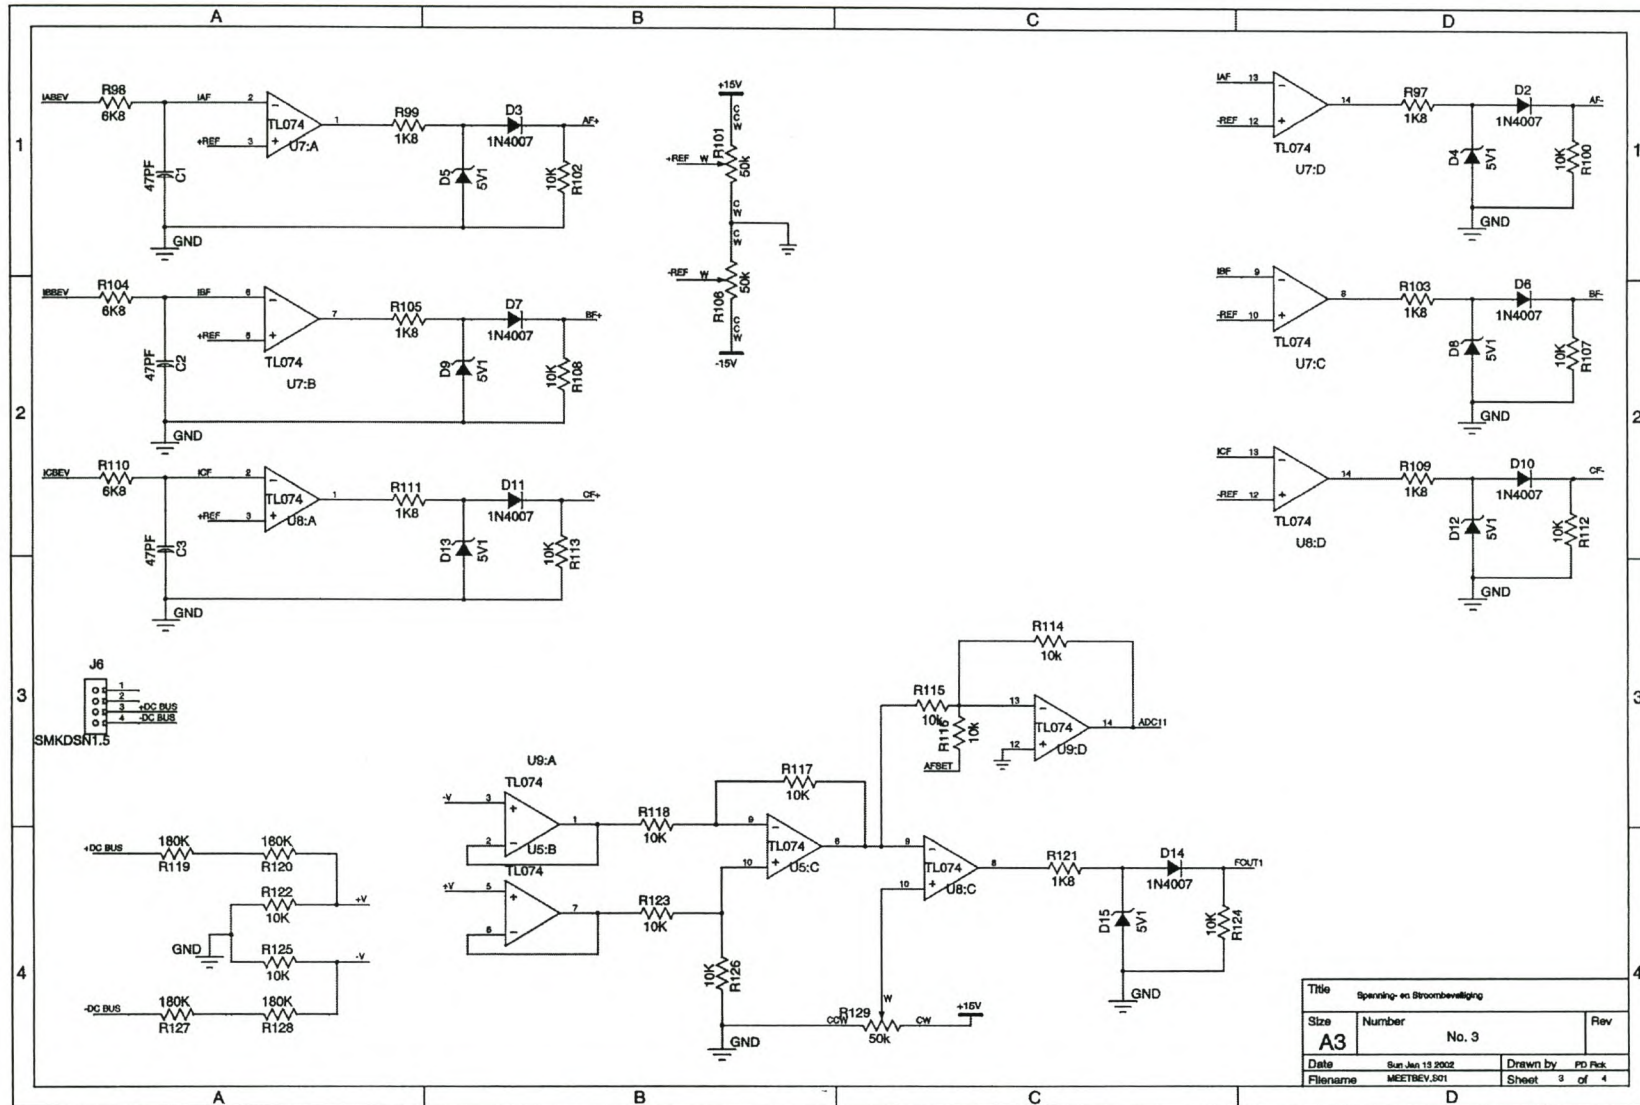 A B C D
1
IABEV R98 6K8 IAF 2 TL074 1 U7:A
+REF 3
47PF C1
GND
R99 1K8 D3 1N4007 AF+
D5 5V1 10K R102
+15V
CCW
R101 50k
+REF W
CW
CW
-REF W
R106 50k
CCW
-15V
IAF 13 14 R97 1K8 D2 1N4007 AF-
-REF 12
TL074
U7:D
D4 5V1 10K R100
GND
1
IBBEV R104 6K8 IBF 6 7 R105 1K8 D7 1N4007 BF+
+REF 5
TL074
U7:B
47PF C2
D9 5V1 10K R108
GND
IBF 9 8 R103 1K8 D6 1N4007 BF-
-REF 10
TL074
U7:C
D8 5V1 10K R107
GND
2
2
ICBEV R110 6K8 ICF 2 TL074 1 R111 1K8 D11 1N4007 CF+
+REF 3 U8:A
47PF C3
D13 5V1 10K R113
GND
ICF 13 14 R109 1K8 D10 1N4007 CF-
-REF 12
TL074
U8:D
D12 5V1 10K R112
GND
3
J6
1
2
3 +DC BUS
4 -DC BUS
SMKDSN1.5
R114
10k
R115
10k
R116 10k
AFSET
13 TL074 14 ADC11
12 U9:D
3
U9:A
TL074
-V 3 1
2 U5:B
TL074
+V 5 7
6
R118
10K
R117
10K
9 TL074 8
10 U5:C
R123
10K
10K R126
GND
9 TL074 8
10 U8:C
W
R129
CCW CW
50k
+15V
R121
1K8
D14
1N4007
FOUT1
D15 5V1
10K R124
GND
4
+DC BUS 180K R119 180K R120
R122
10K
+V
GND
R125
10K
-V
-DC BUS 180K R127 180K R128
4
Title Spanning- en Stroombeveiliging
Size A3 Number No. 3 Rev
Date Sun Jan 13 2002 Drawn by PD Fick
Filename MEETBEV.S01 Sheet 3 of 4
A B C D